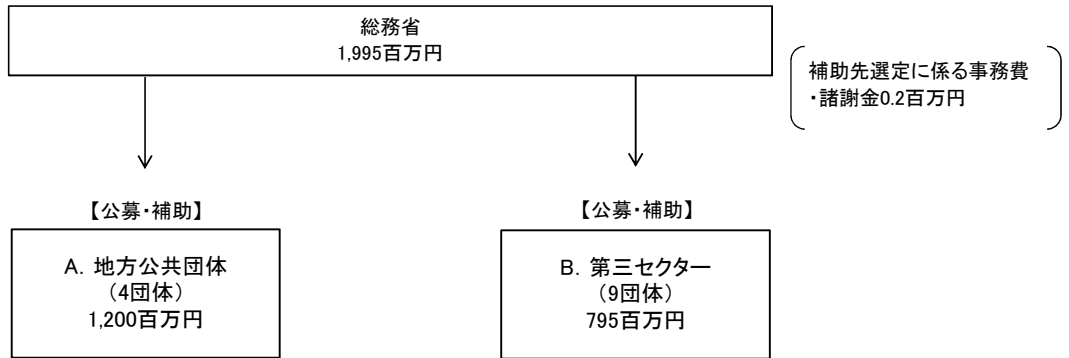 総務省
1,995百万円
補助先選定に係る事務費
・諸謝金0.2百万円
【公募・補助】
【公募・補助】
A. 地方公共団体
(4団体)
1,200百万円
B. 第三セクター
(9団体)
795百万円